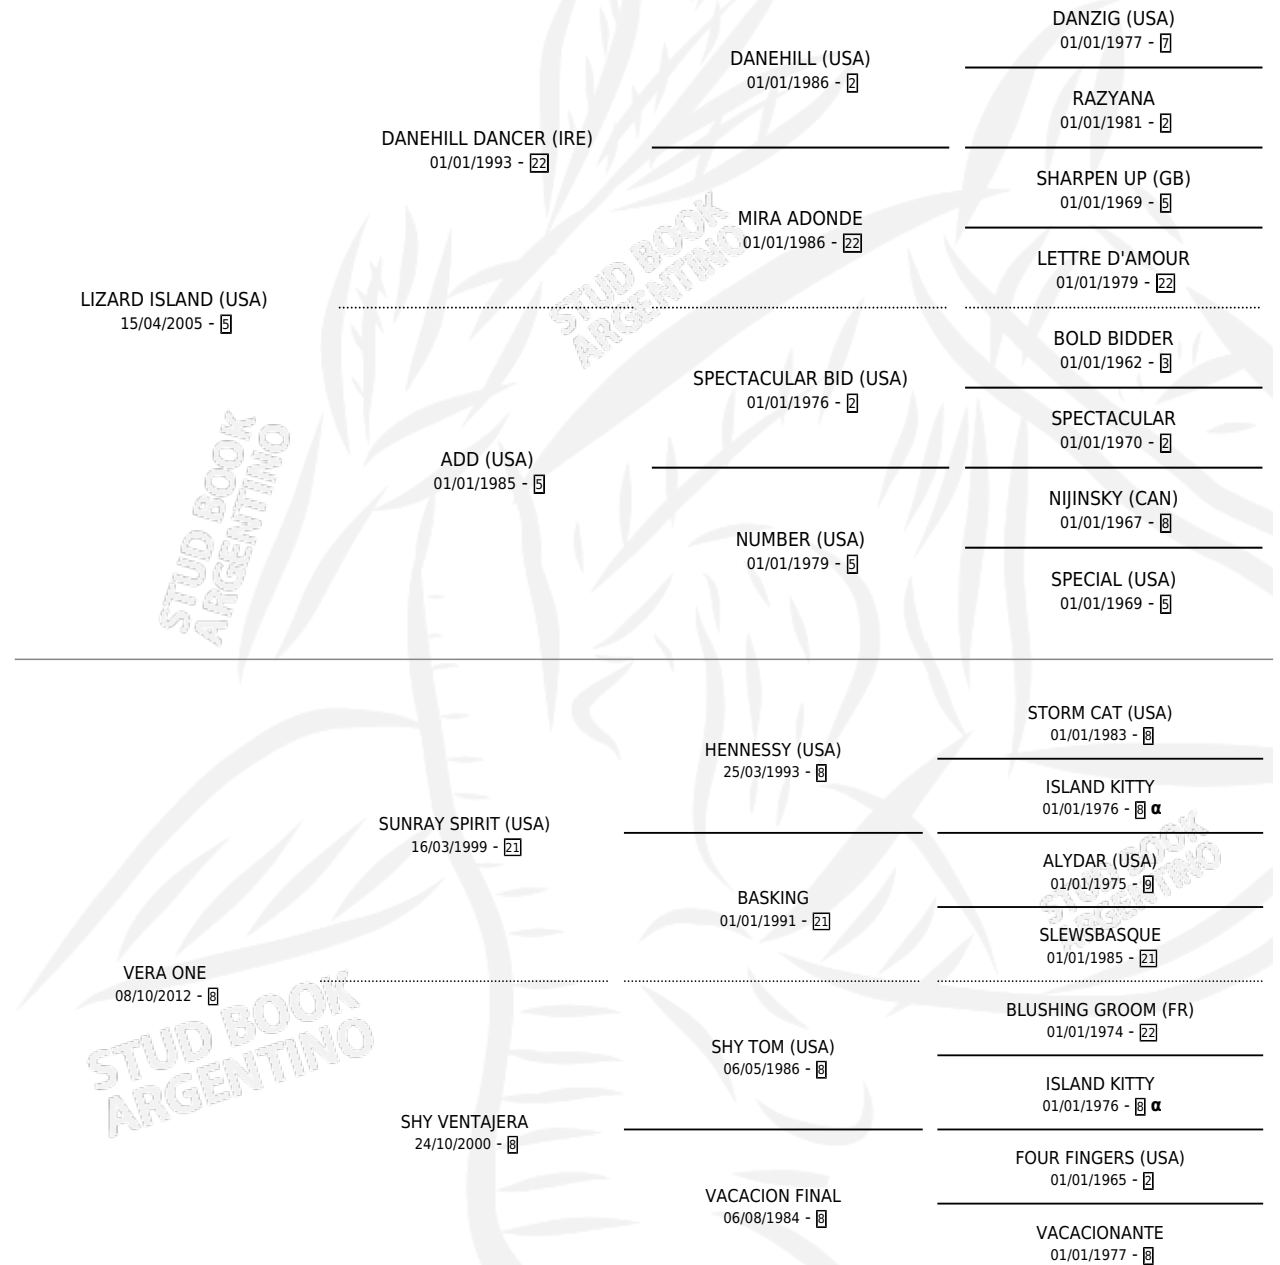 DANZIG (USA)
01/01/1977 - 7
DANEHILL (USA)
01/01/1986 - 2
RAZYANA
01/01/1981 - 2
DANEHILL DANCER (IRE)
01/01/1993 - 22
SHARPEN UP (GB)
01/01/1969 - 5
MIRA ADONDE
01/01/1986 - 22
LETTRE D'AMOUR
01/01/1979 - 22
LIZARD ISLAND (USA)
15/04/2005 - 5
STUD BOOK
ARGENTINO
BOLD BIDDER
01/01/1962 - 3
SPECTACULAR BID (USA)
01/01/1976 - 2
SPECTACULAR
01/01/1970 - 2
ADD (USA)
01/01/1985 - 5
NIJINSKY (CAN)
01/01/1967 - 8
NUMBER (USA)
01/01/1979 - 5
SPECIAL (USA)
01/01/1969 - 5
STUD BOOK
ARGENTINO
STORM CAT (USA)
01/01/1983 - 8
HENNESSY (USA)
25/03/1993 - 8
ISLAND KITTY
01/01/1976 - 8 α
SUNRAY SPIRIT (USA)
16/03/1999 - 21
ALYDAR (USA)
01/01/1975 - 9
STUD BOOK
ARGENTINO
BASKING
01/01/1991 - 21
SLEWSBASQUE
01/01/1985 - 21
VERA ONE
08/10/2012 - 8
BLUSHING GROOM (FR)
01/01/1974 - 22
STUD BOOK
ARGENTINO
SHY TOM (USA)
06/05/1986 - 8
ISLAND KITTY
01/01/1976 - 8 α
SHY VENTAJERA
24/10/2000 - 8
FOUR FINGERS (USA)
01/01/1965 - 2
VACACION FINAL
06/08/1984 - 8
VACACIONANTE
01/01/1977 - 8